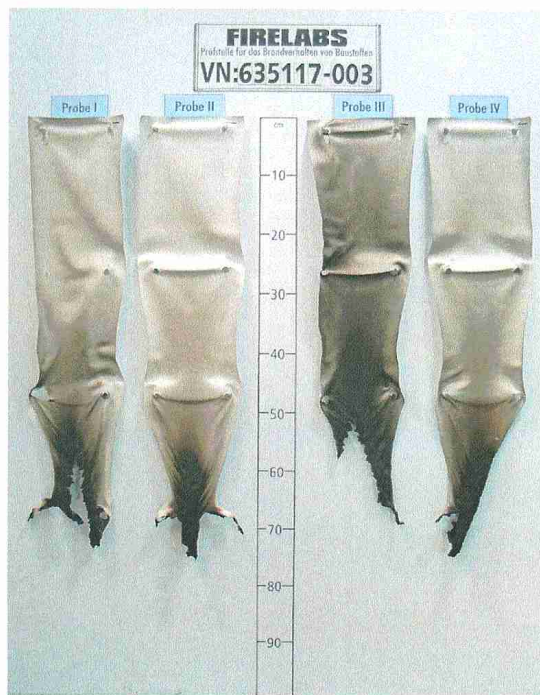 FIRELABS
Prüfstelle für das Brandverhalten von Baustoffen
VN:635117-003
Probe I
Probe II
Probe III
Probe IV
cm
10
20
30
40
50
60
70
80
90